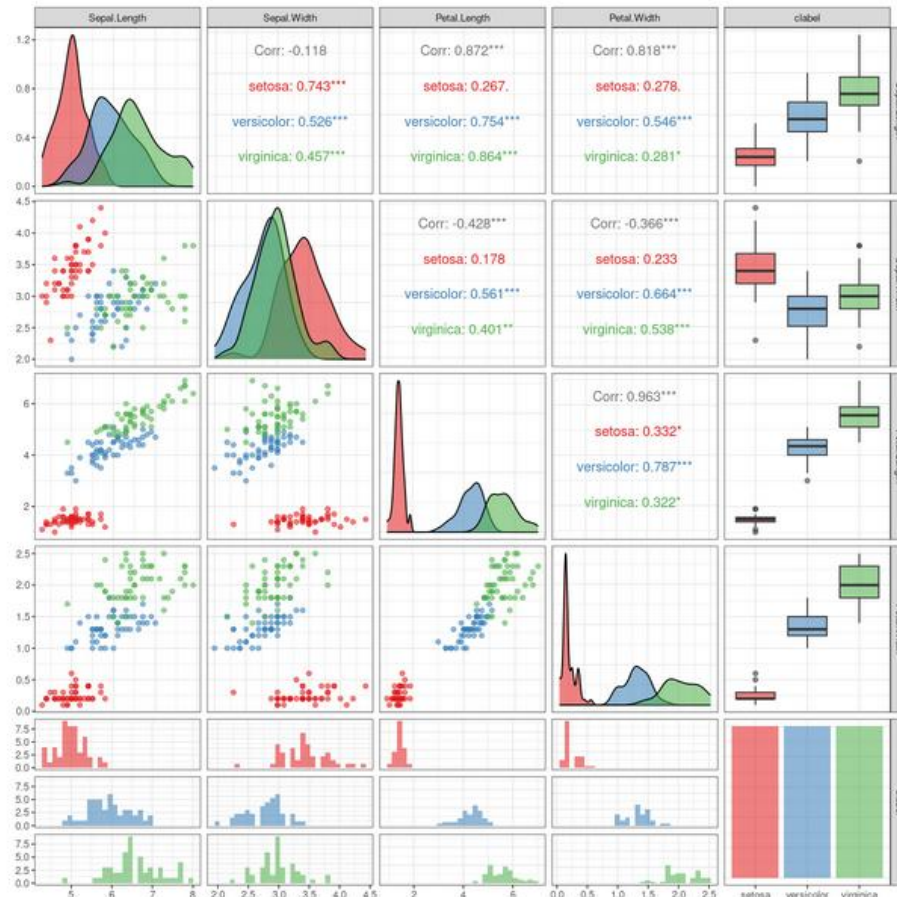 Sepal.Length Sepal.Width Petal.Length Petal.Width clabel
1.2
0.8
0.4
0.0
Corr: -0.118
setosa: 0.743***
versicolor: 0.526***
virginica: 0.457***
Corr: 0.872***
setosa: 0.267.
versicolor: 0.754***
virginica: 0.864***
Corr: 0.818***
setosa: 0.278.
versicolor: 0.546***
virginica: 0.281*
4.5
4.0
3.5
3.0
2.5
2.0
Corr: -0.428***
setosa: 0.178
versicolor: 0.561***
virginica: 0.401**
Corr: -0.366***
setosa: 0.233
versicolor: 0.664***
virginica: 0.538***
6
4
2
Corr: 0.963***
setosa: 0.332*
versicolor: 0.787***
virginica: 0.322*
2.5
2.0
1.5
1.0
0.5
0.0
7.5
5.0
2.5
0.0
7.5
5.0
2.5
0.0
7.5
5.0
2.5
0.0
5 6 7 8 2.0 2.5 3.0 3.5 4.0 4.5 2 4 6 0.0 0.5 1.0 1.5 2.0 2.5 setosa versicolor virginica